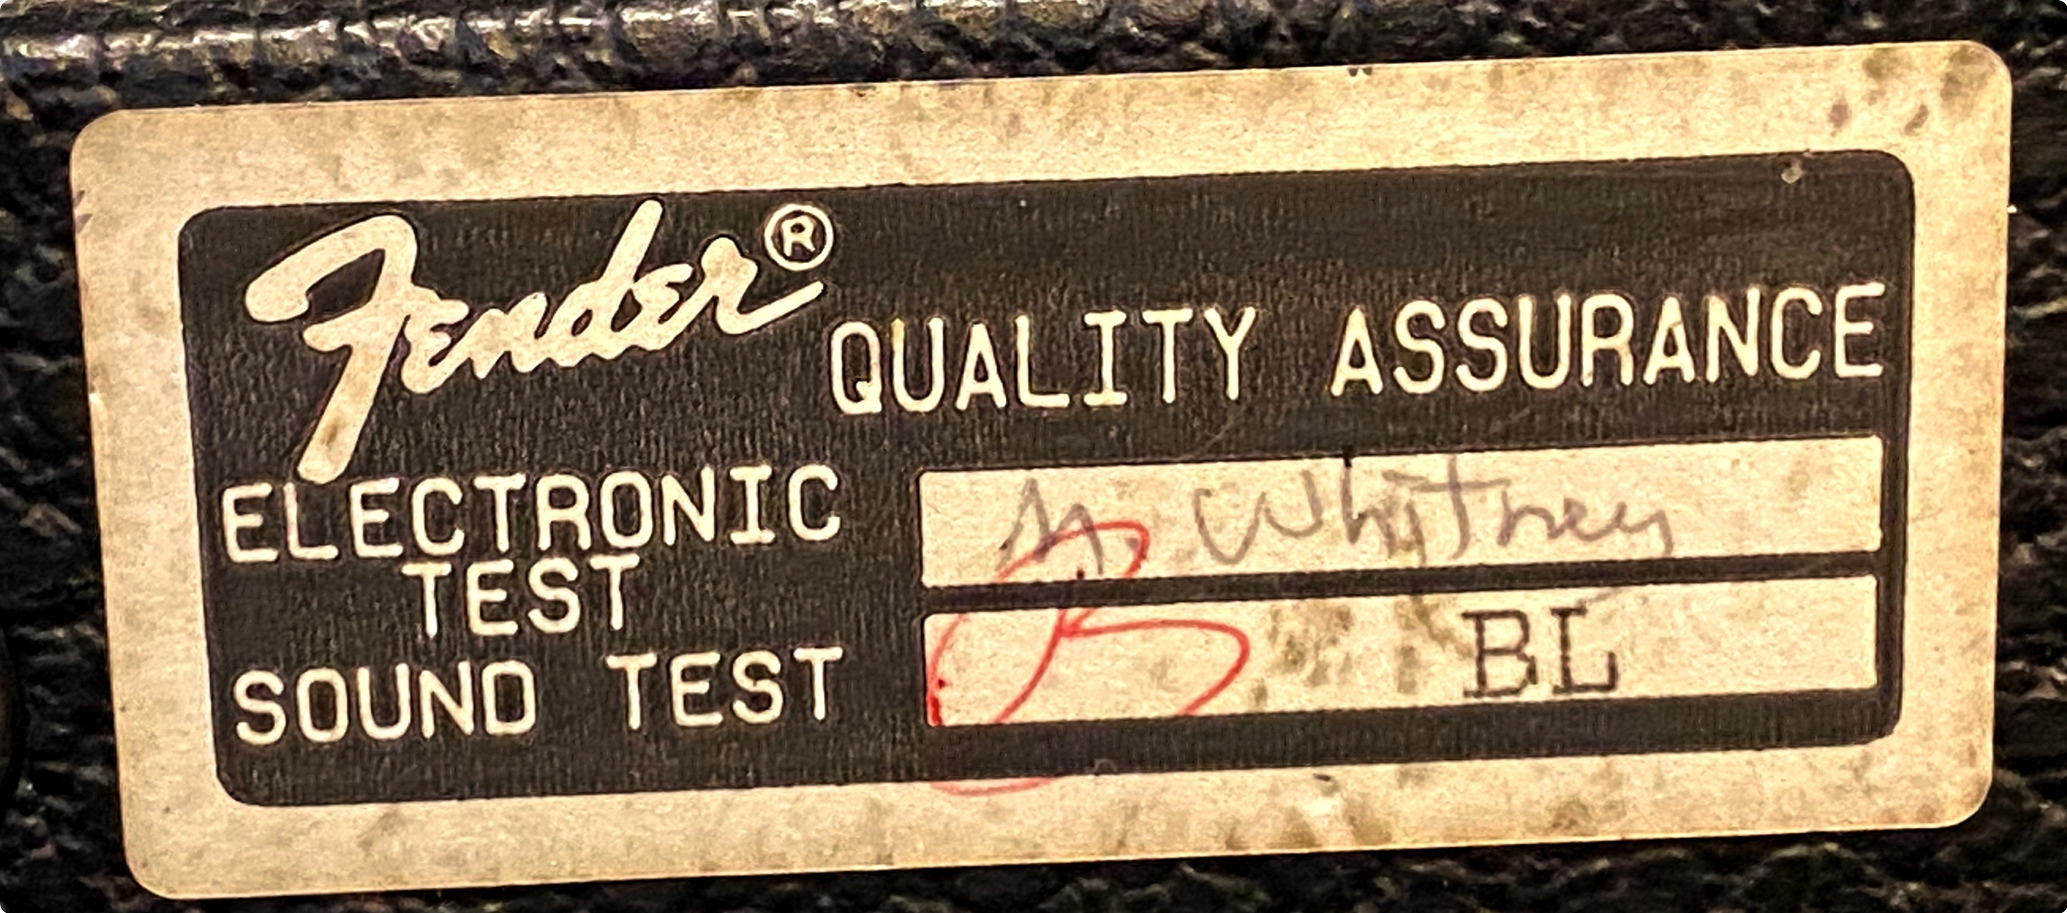 Fender®
QUALITY ASSURANCE
ELECTRONIC
TEST
M. Whitney
SOUND TEST
BL